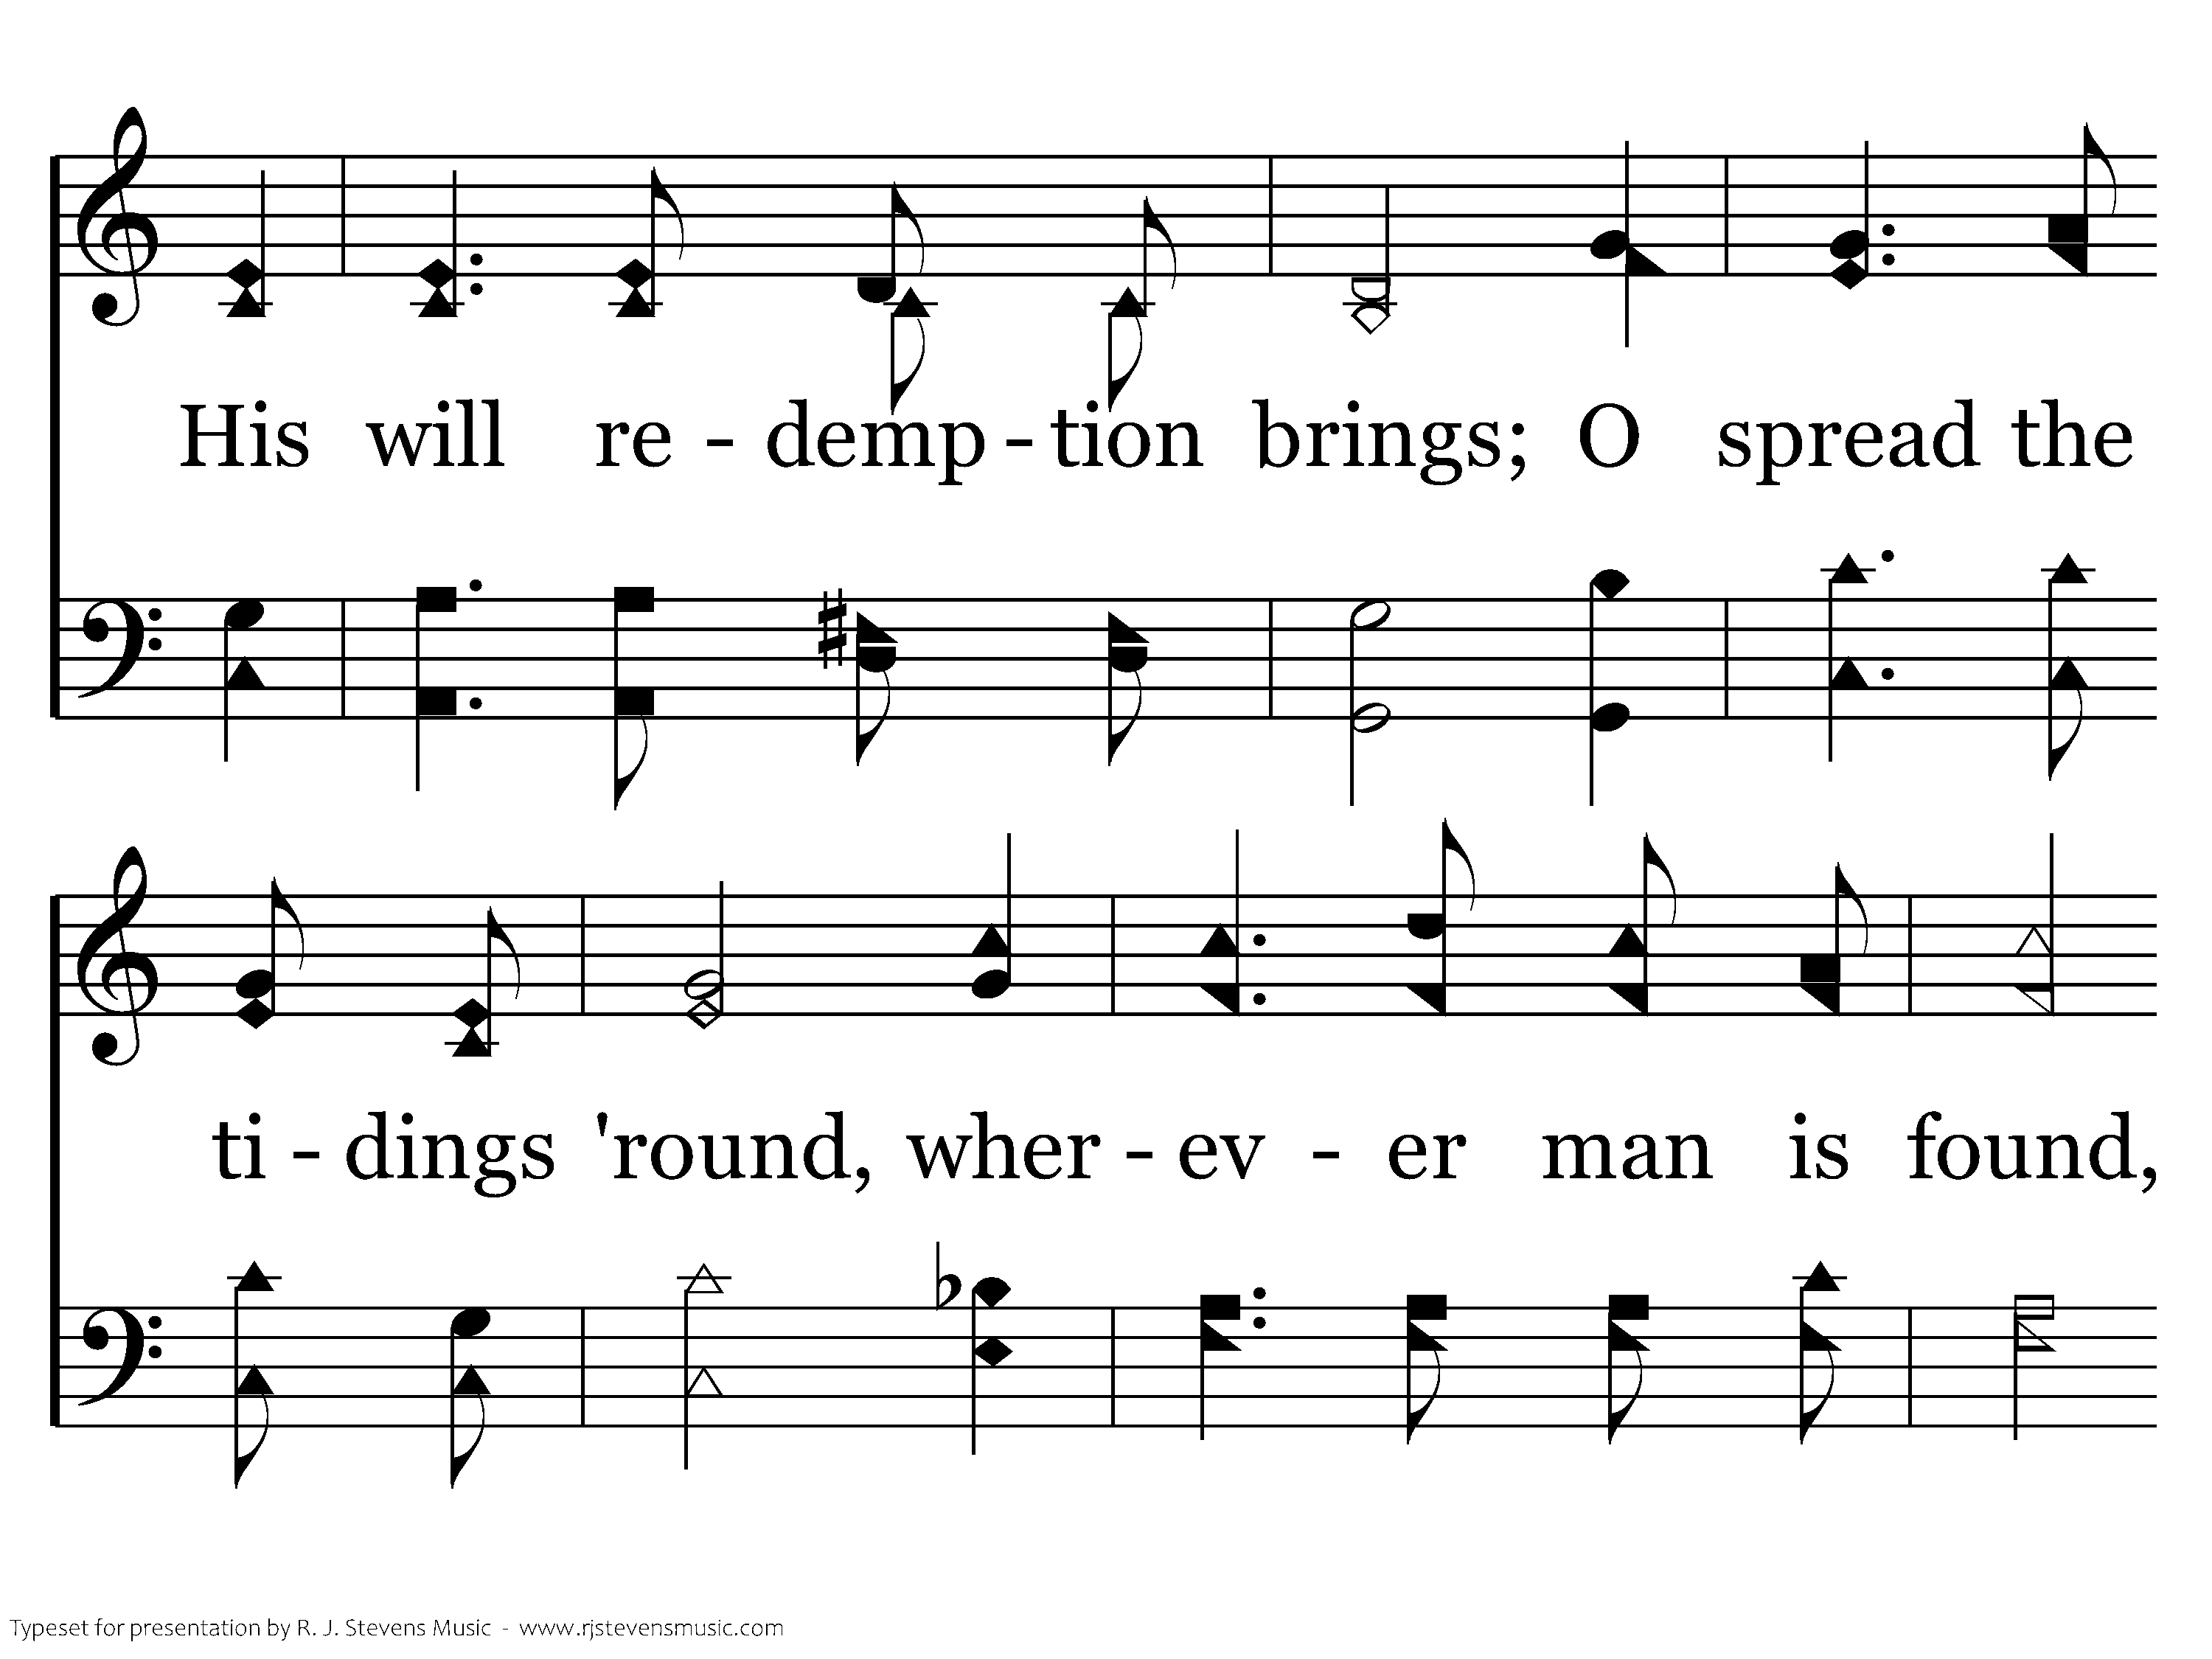 His will re - demp - tion brings; O spread the
ti - dings 'round, wher - ev - er man is found,
Typeset for presentation by R. J. Stevens Music - www.rjstevensmusic.com